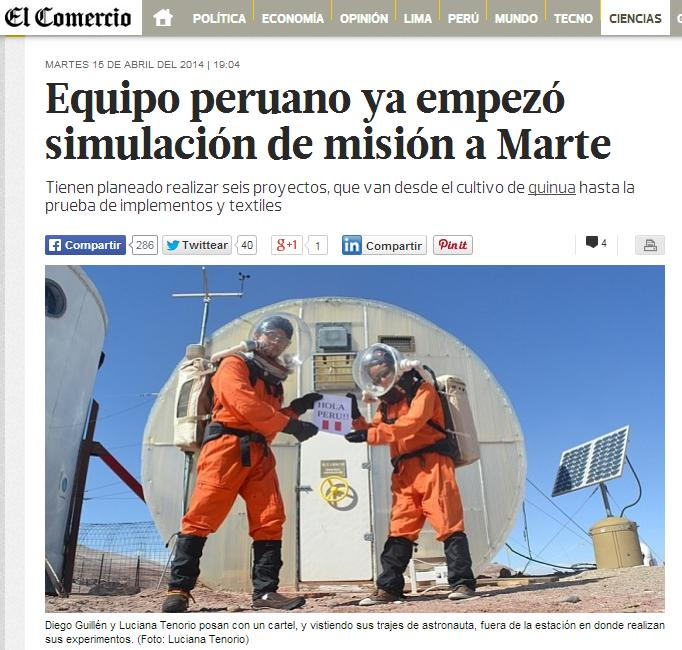 El Comercio POLÍTICA ECONOMÍA OPINIÓN LIMA PERÚ MUNDO TECNO CIENCIAS
MARTES 15 DE ABRIL DEL 2014 | 19:04
Equipo peruano ya empezó
simulación de misión a Marte
Tienen planeado realizar seis proyectos, que van desde el cultivo de quinua hasta la
prueba de implementos y textiles
Compartir 286 Twittear 40 g+1 1 in Compartir Pin it 4
HOLA
PERU!!
Diego Guillén y Luciana Tenorio posan con un cartel, y vistiendo sus trajes de astronauta, fuera de la estación en donde realizan
sus experimentos. (Foto: Luciana Tenorio)